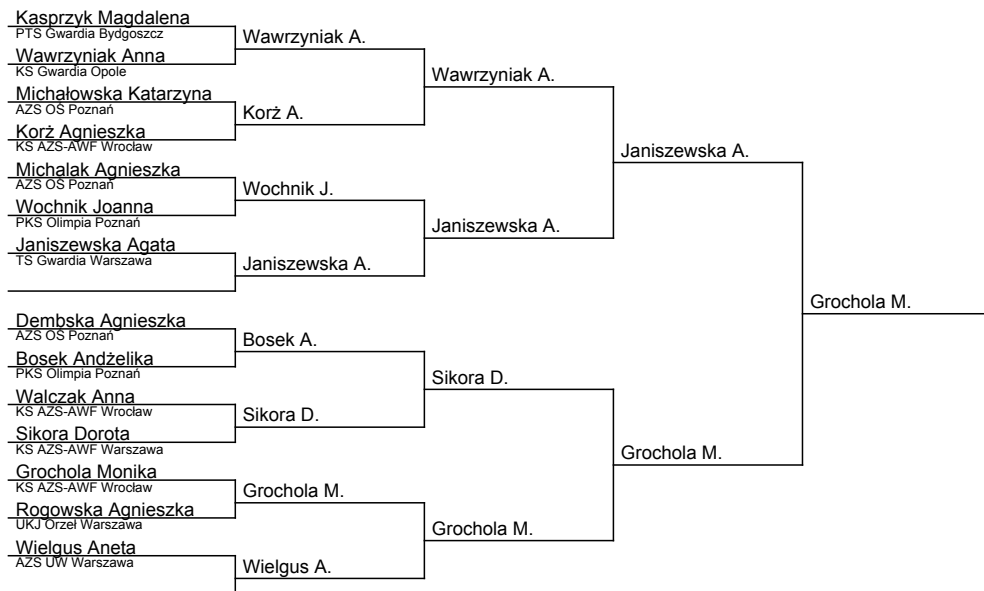 Kasprzyk Magdalena
PTS Gwardia Bydgoszcz
Wawrzyniak A.
Wawrzyniak Anna
KS Gwardia Opole
Wawrzyniak A.
Michałowska Katarzyna
AZS OŚ Poznań
Korż A.
Korż Agnieszka
KS AZS-AWF Wrocław
Janiszewska A.
Michalak Agnieszka
AZS OŚ Poznań
Wochnik J.
Wochnik Joanna
PKS Olimpia Poznań
Janiszewska A.
Janiszewska Agata
TS Gwardia Warszawa
Janiszewska A.
Grochola M.
Dembska Agnieszka
AZS OŚ Poznań
Bosek A.
Bosek Andżelika
PKS Olimpia Poznań
Sikora D.
Walczak Anna
KS AZS-AWF Wrocław
Sikora D.
Sikora Dorota
KS AZS-AWF Warszawa
Grochola M.
Grochola Monika
KS AZS-AWF Wrocław
Grochola M.
Rogowska Agnieszka
UKJ Orzeł Warszawa
Grochola M.
Wielgus Aneta
AZS UW Warszawa
Wielgus A.